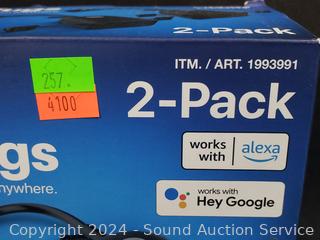 2-Pack
ITM. / ART. 1993991
257.
4100
2-Pack
works with alexa
gs
nywhere.
works with
Hey Google
Copyright 2024 - Sound Auction Service